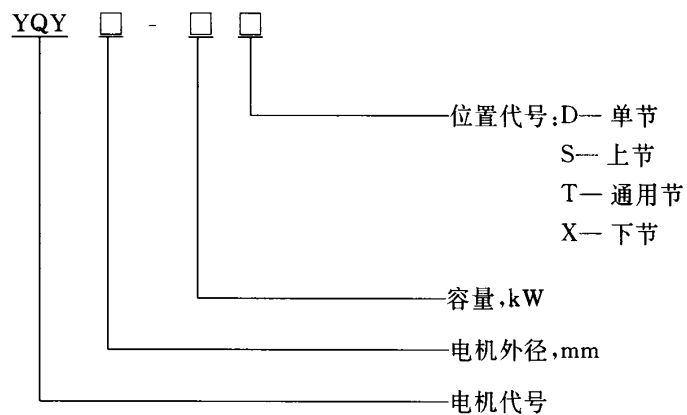 YQY □ - □ □
位置代号:D— 单节
S— 上节
T— 通用节
X— 下节
容量,kW
电机外径,mm
电机代号